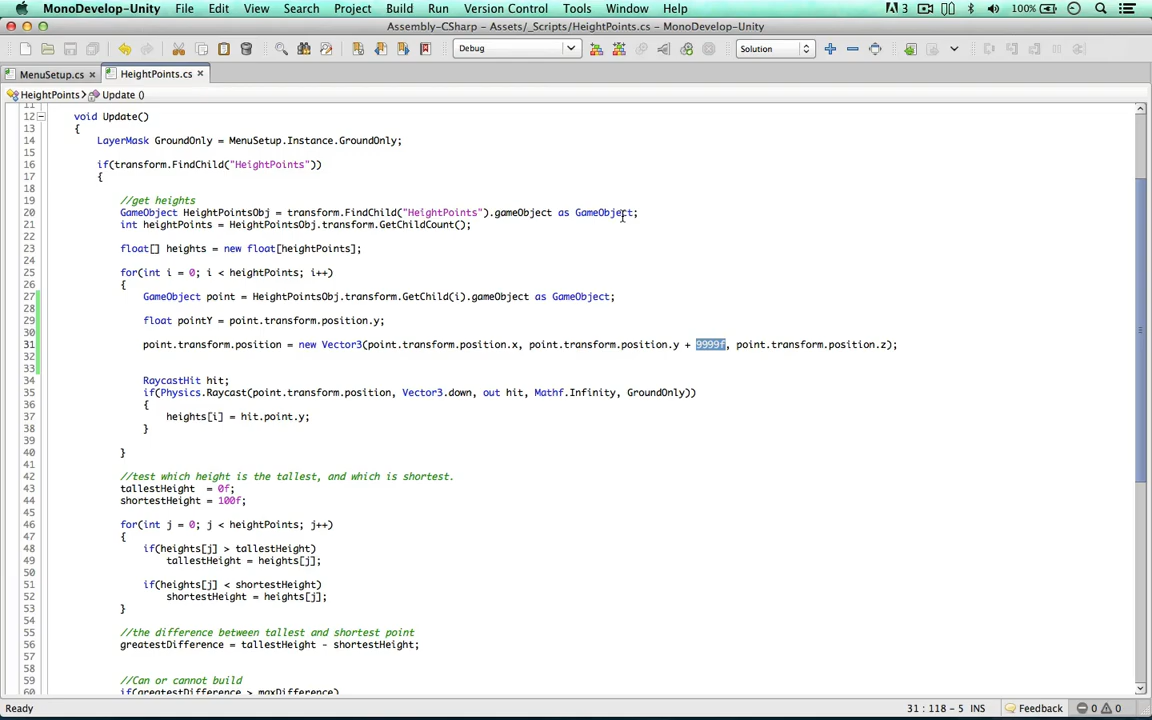 MonoDevelop-Unity File Edit View Search Project Build Run Version Control Tools Window Help 3 100%
Assembly-CSharp - Assets/_Scripts/HeightPoints.cs - MonoDevelop-Unity
Debug Solution
MenuSetup.cs HeightPoints.cs
HeightPoints Update ()
11
12 void Update()
13 {
14 LayerMask GroundOnly = MenuSetup.Instance.GroundOnly;
15
16 if(transform.FindChild("HeightPoints"))
17 {
18
19 //get heights
20 GameObject HeightPointsObj = transform.FindChild("HeightPoints").gameObject as GameObject;
21 int heightPoints = HeightPointsObj.transform.GetChildCount();
22
23 float[] heights = new float[heightPoints];
24
25 for(int i = 0; i < heightPoints; i++)
26 {
27 GameObject point = HeightPointsObj.transform.GetChild(i).gameObject as GameObject;
28
29 float pointY = point.transform.position.y;
30
31 point.transform.position = new Vector3(point.transform.position.x, point.transform.position.y + 9999f, point.transform.position.z);
32
33
34 RaycastHit hit;
35 if(Physics.Raycast(point.transform.position, Vector3.down, out hit, Mathf.Infinity, GroundOnly))
36 {
37 heights[i] = hit.point.y;
38 }
39
40 }
41
42 //test which height is the tallest, and which is shortest.
43 tallestHeight = 0f;
44 shortestHeight = 100f;
45
46 for(int j = 0; j < heightPoints; j++)
47 {
48 if(heights[j] > tallestHeight)
49 tallestHeight = heights[j];
50
51 if(heights[j] < shortestHeight)
52 shortestHeight = heights[j];
53 }
54
55 //the difference between tallest and shortest point
56 greatestDifference = tallestHeight - shortestHeight;
57
58
59 //Can or cannot build
60 if(greatestDifference > maxDifference)
Ready 31 : 118 - 5 INS Feedback 0 0